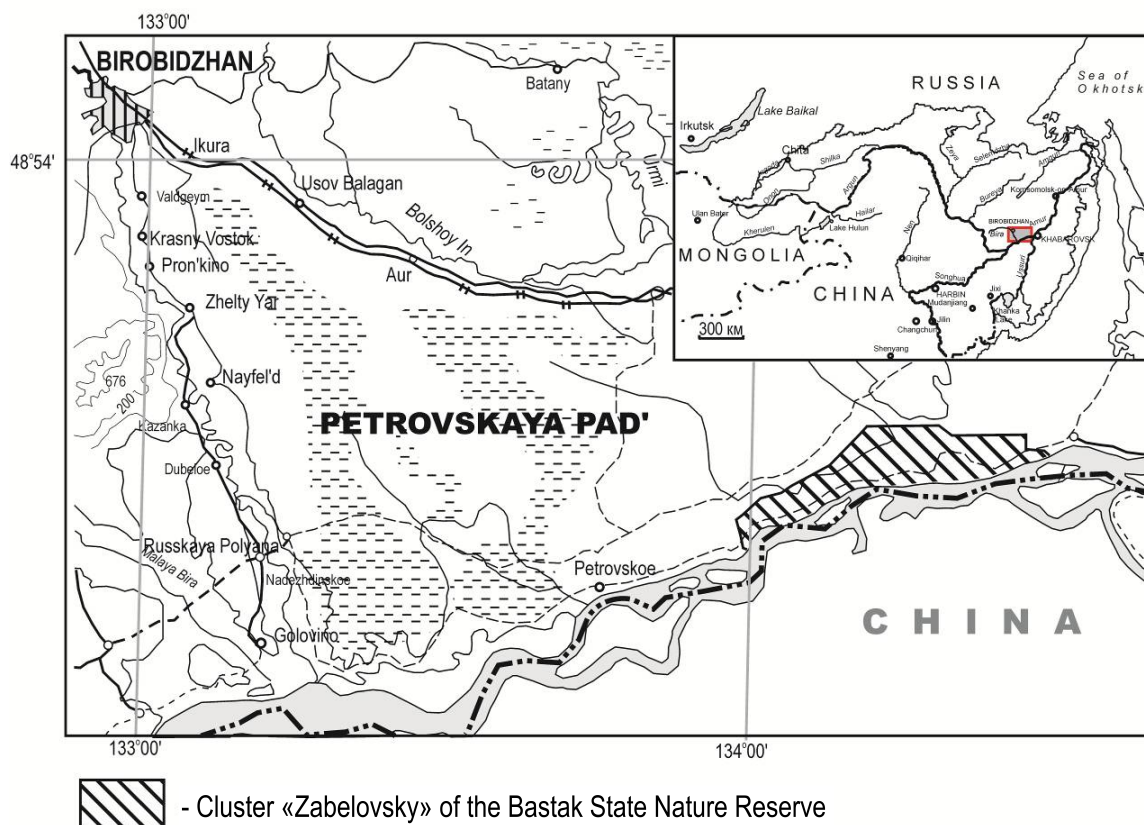 133°00'
BIROBIDZHAN
Batany
Ikura
48°54'
Usov Balagan
Urmi
Valdgeym
Bolshoy In
Krasny Vostok
Pron'kino
Aur
Zhelty Yar
676
200
Nayfel'd
PETROVSKAYA PAD'
Kazanka
Dubeloe
Russkaya Polyana
Malaya Bira
Nadezhdinskoe
Petrovskoe
Golovino
CHINA
133°00'
134°00'
RUSSIA
Sea of
Okhotsk
Lake Baikal
Irkutsk
Chita
Shilka
Ingoda
Onon
Argun
Zeya
Selemdzha
Amgun
Bureya
Komsomolsk-on-Amur
Ulan Bator
Kherulen
Hailar
Lake Hulun
Nen
BIROBIDZHAN
Bira
Amur
KHABAROVSK
MONGOLIA
Qiqihar
Ussuri
CHINA
Songhua
HARBIN
Jixi
Mudanjiang
Khanka
Lake
Changchun
Jilin
300 км
Shenyang
- Cluster «Zabelovsky» of the Bastak State Nature Reserve